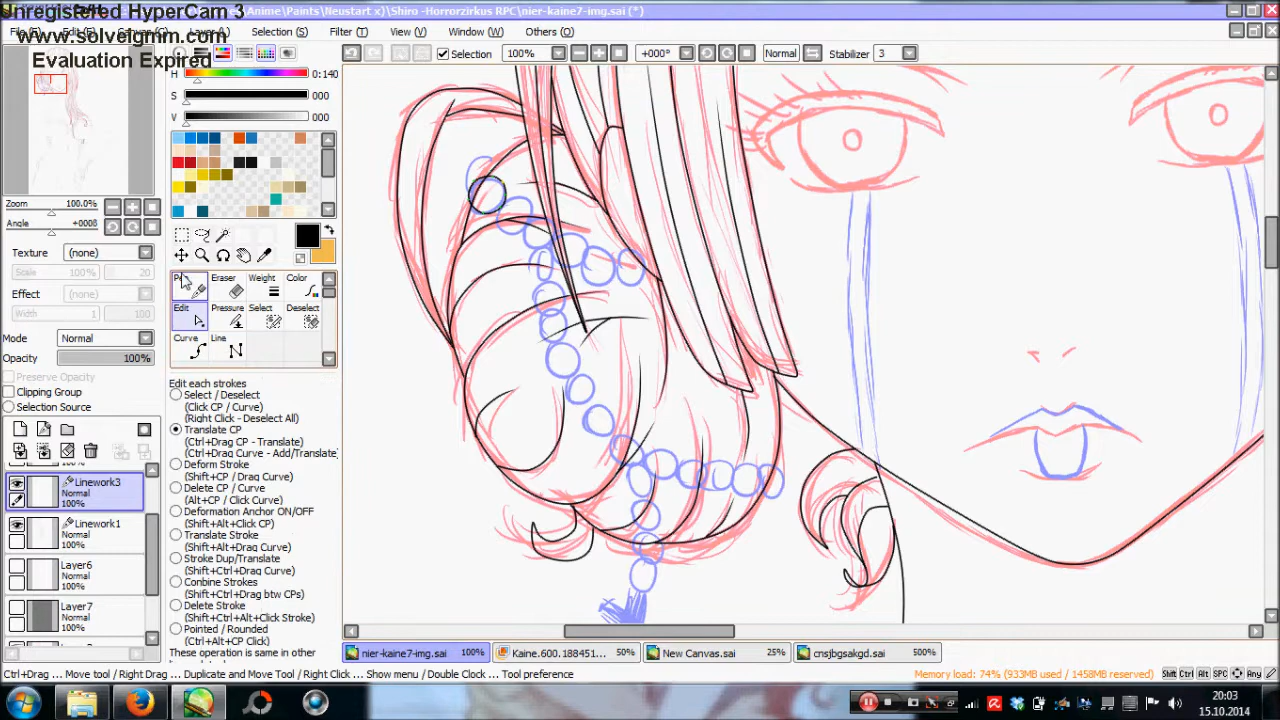 Unregistered HyperCam 3
www.solveigmm.com
Evaluation Expired
\Anime\Paints\Neustart x)\Shiro -Horrorzirkus RPC\nier-kaine7-img.sai (*)
Selection (S) Filter (T) View (V) Window (W) Others (O)
Selection 100% +000° Normal Stabilizer 3
H 0:140
S 000
V 000
Zoom 100.0%
Angle +000ß
Texture (none)
Scale 100% 20
Effect (none)
Width 1 100
Mode Normal
Opacity 100%
Preserve Opacity
Clipping Group
Selection Source
Eraser Weight Color
Edit Pressure Select Deselect
Curve Line
Edit each strokes
Select / Deselect
(Click CP / Curve)
(Right Click - Deselect All)
Translate CP
(Ctrl+Drag CP - Translate)
(Ctrl+Drag Curve - Add/Translate)
Deform Stroke
(Shift+CP / Drag Curve)
Delete CP / Curve
(Alt+CP / Click Curve)
Deformation Anchor ON/OFF
(Shift+Alt+Click CP)
Translate Stroke
(Shift+Alt+Drag Curve)
Stroke Dup/Translate
(Shift+Ctrl+Drag Curve)
Combine Strokes
(Shift+Ctrl+Drag btw CPs)
Delete Stroke
(Shift+Ctrl+Alt+Click Stroke)
Pointed / Rounded
(Ctrl+Alt+CP Click)
These operation is same in other
Linework3
Normal
100%
Linework1
Normal
100%
Layer6
Normal
100%
Layer7
Normal
100%
nier-kaine7-img.sai 100% Kaine.600.188451... 50% New Canvas.sai 25% cnsjbgsakgd.sai 500%
Ctrl+Drag ... Move tool / Right Drag ... Duplicate and Move Tool / Right Click ... Show menu / Double Click ... Tool preference
Memory load: 74% (933MB used / 1458MB reserved)
Shift Ctrl Alt SPC Any
20:03
15.10.2014